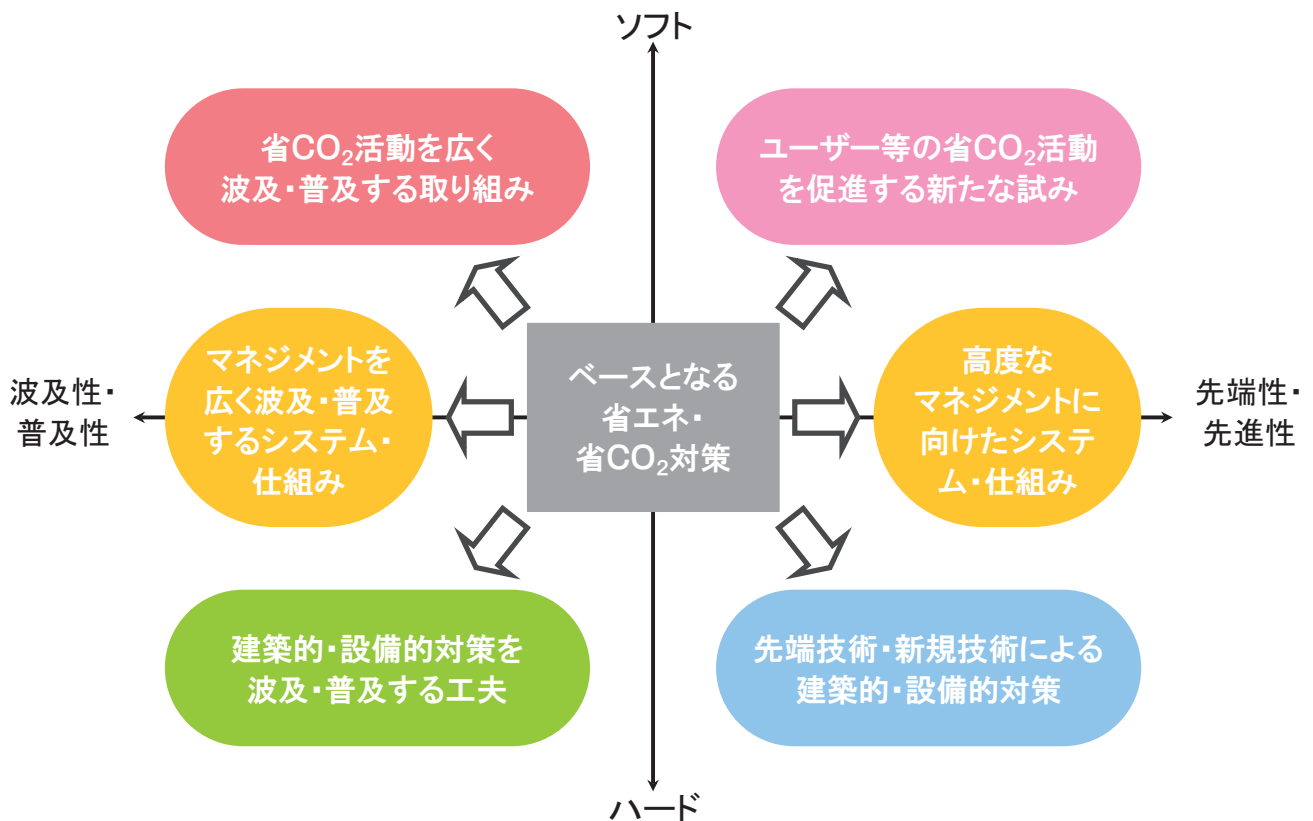 ソフト
省CO₂活動を広く
波及・普及する取り組み
ユーザー等の省CO₂活動
を促進する新たな試み
波及性・
普及性
マネジメントを
広く波及・普及
するシステム・
仕組み
ベースとなる
省エネ・
省CO₂対策
高度な
マネジメントに
向けたシステ
ム・仕組み
先端性・
先進性
建築的・設備的対策を
波及・普及する工夫
先端技術・新規技術による
建築的・設備的対策
ハード